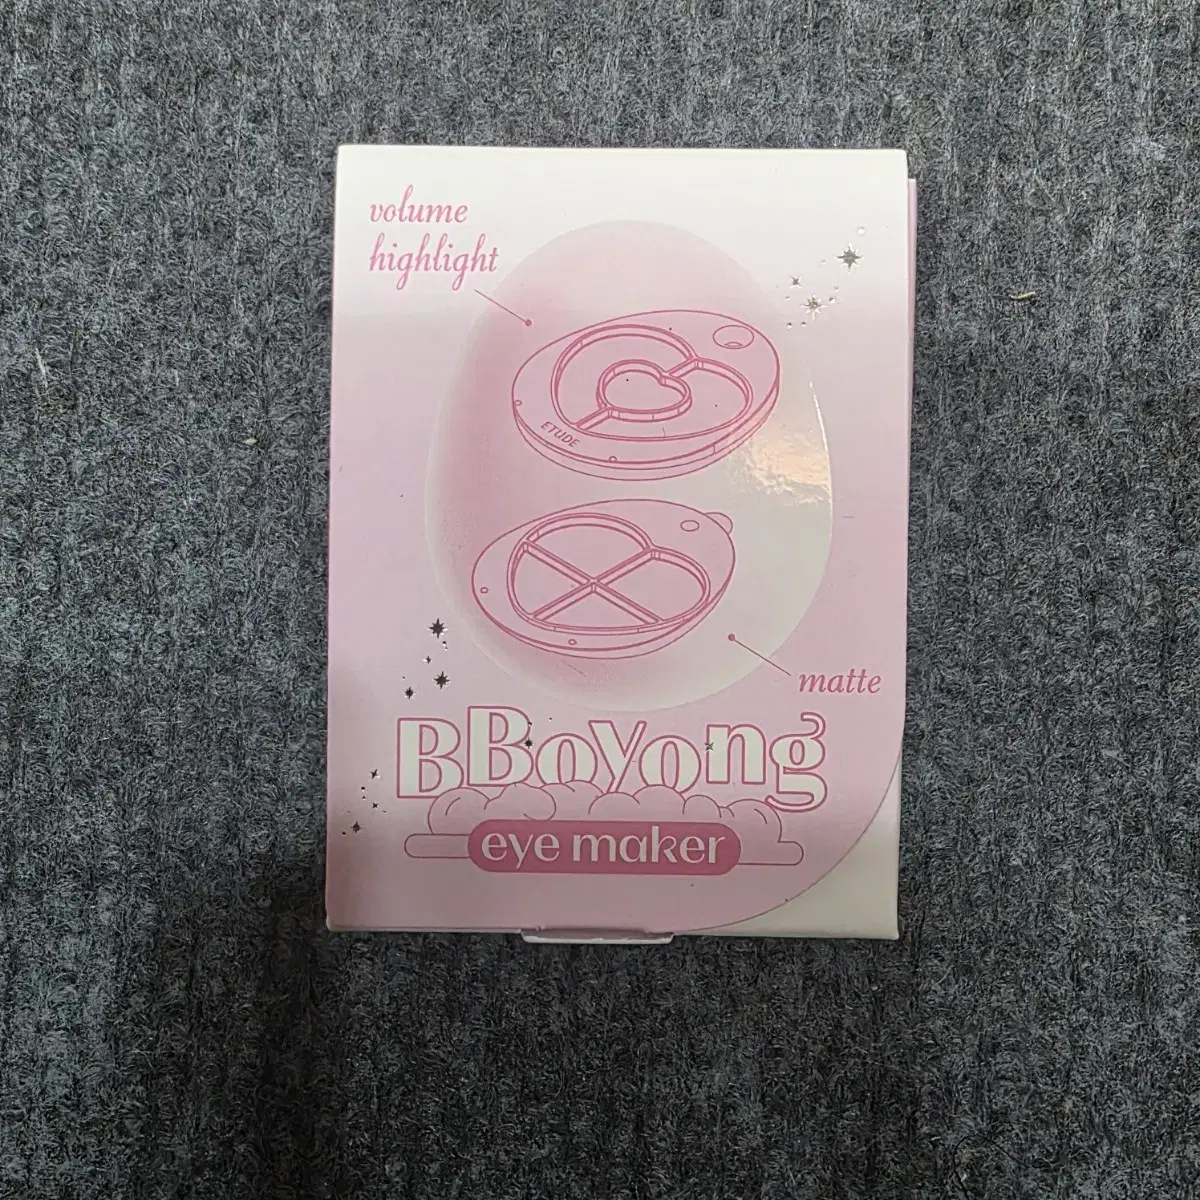 volume
highlight
ETUDE
matte
BBoyong
eye maker